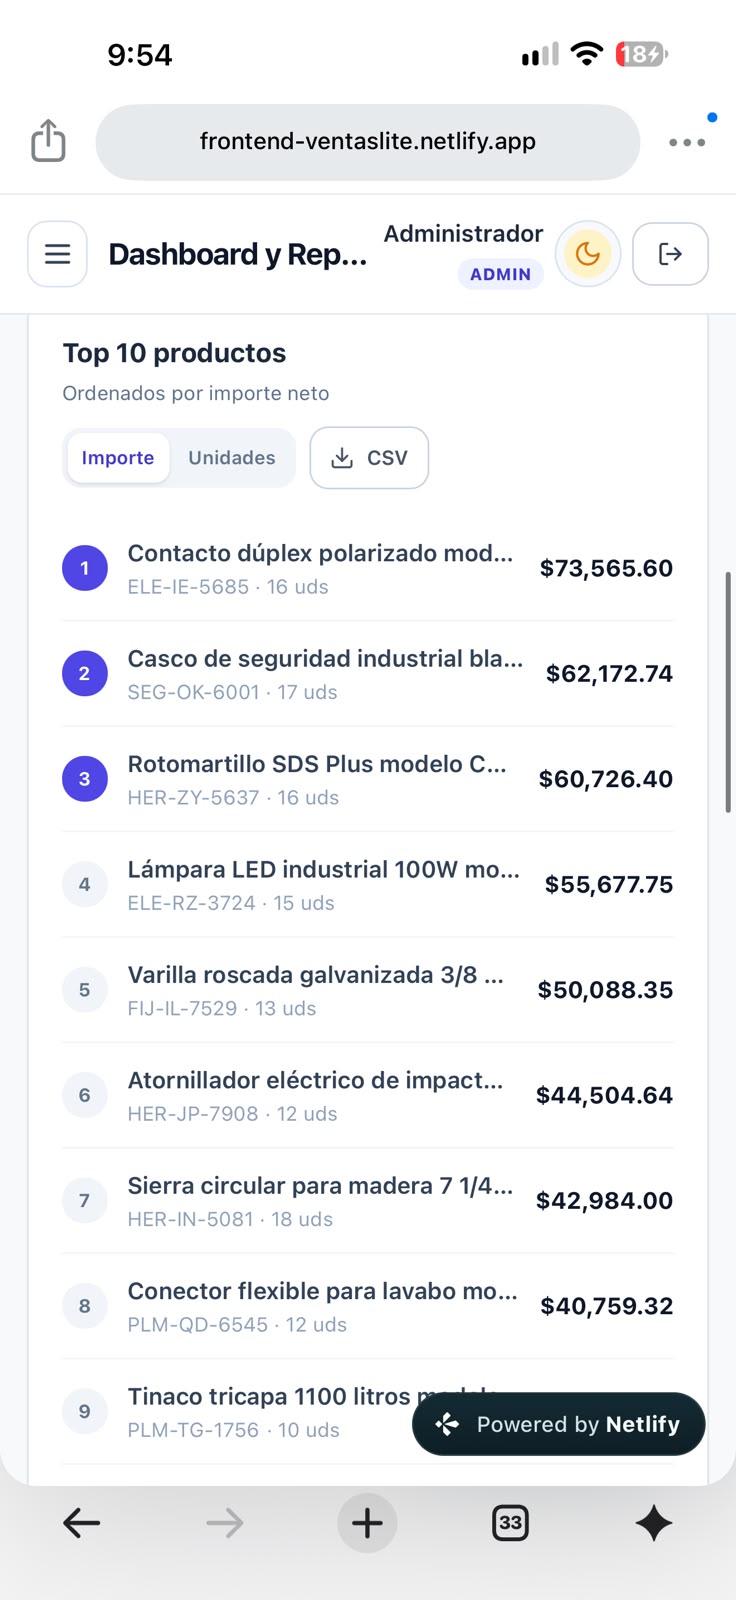 9:54
18
frontend-ventaslite.netlify.app
Dashboard y Rep...
Administrador
ADMIN
Top 10 productos
Ordenados por importe neto
Importe
Unidades
CSV
1
Contacto dúplex polarizado mod...
ELE-IE-5685 · 16 uds
$73,565.60
2
Casco de seguridad industrial bla...
SEG-OK-6001 · 17 uds
$62,172.74
3
Rotomartillo SDS Plus modelo C...
HER-ZY-5637 · 16 uds
$60,726.40
4
Lámpara LED industrial 100W mo...
ELE-RZ-3724 · 15 uds
$55,677.75
5
Varilla roscada galvanizada 3/8 ...
FIJ-IL-7529 · 13 uds
$50,088.35
6
Atornillador eléctrico de impact...
HER-JP-7908 · 12 uds
$44,504.64
7
Sierra circular para madera 7 1/4...
HER-IN-5081 · 18 uds
$42,984.00
8
Conector flexible para lavabo mo...
PLM-QD-6545 · 12 uds
$40,759.32
9
Tinaco tricapa 1100 litros
PLM-TG-1756 · 10 uds
Powered by Netlify
33